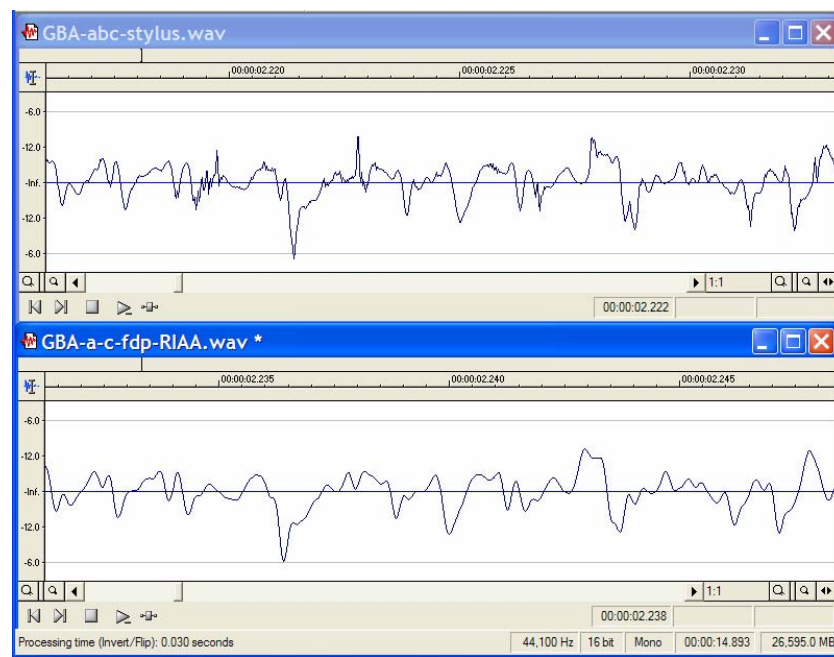 GBA-abc-stylus.wav
00:00:02.220 00:00:02.225 00:00:02.230
-6.0
-12.0
-Inf.
-12.0
-6.0
1:1
00:00:02.222
GBA-a-c-fdp-RIAA.wav *
00:00:02.235 00:00:02.240 00:00:02.245
-6.0
-12.0
-Inf.
-12.0
-6.0
1:1
00:00:02.238
Processing time (Invert/Flip): 0.030 seconds 44,100 Hz 16 bit Mono 00:00:14.893 26,595.0 MB